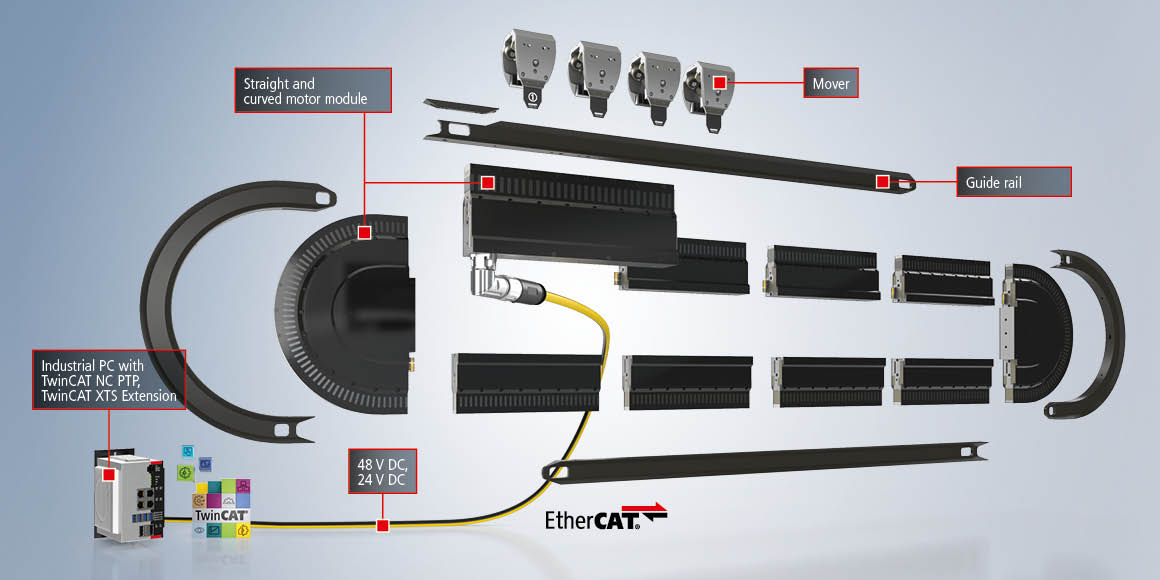 Straight and
curved motor module
Mover
1
Guide rail
Industrial PC with
TwinCAT NC PTP,
TwinCAT XTS Extension
48 V DC,
24 V DC
TwinCAT®
EtherCAT®